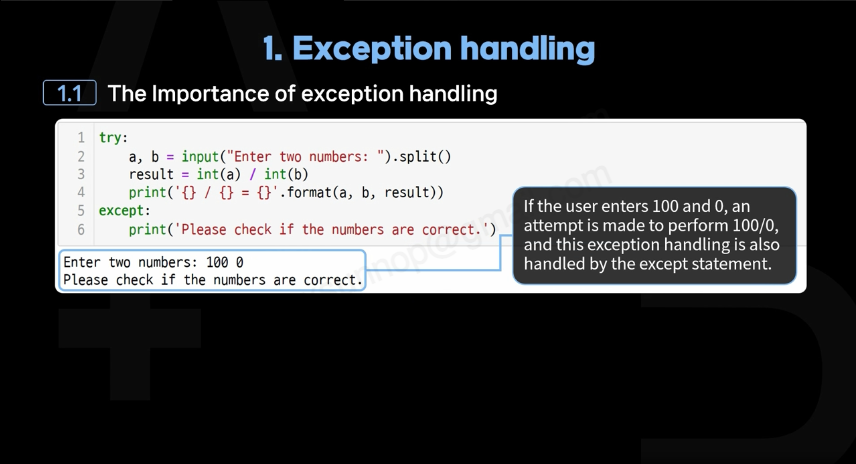 1. Exception handling
1.1 The Importance of exception handling
1 try:
2     a, b = input("Enter two numbers: ").split()
3     result = int(a) / int(b)
4     print('{} / {} = {}'.format(a, b, result))
5 except:
6     print('Please check if the numbers are correct.')
If the user enters 100 and 0, an
attempt is made to perform 100/0,
and this exception handling is also
handled by the except statement.
Enter two numbers: 100 0
Please check if the numbers are correct.